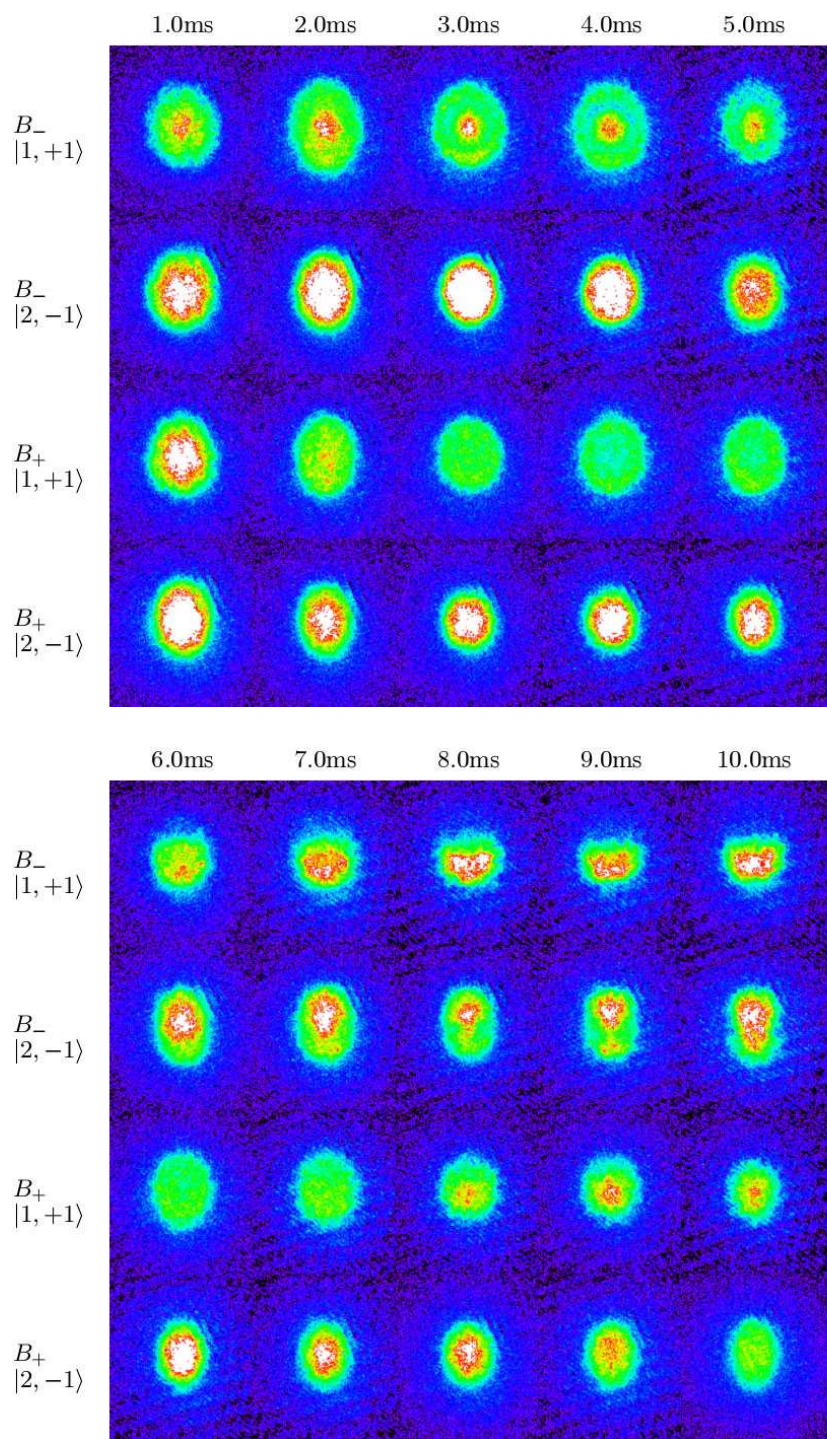 1.0ms 2.0ms 3.0ms 4.0ms 5.0ms
B₋
|1, +1⟩
B₋
|2, −1⟩
B₊
|1, +1⟩
B₊
|2, −1⟩
6.0ms 7.0ms 8.0ms 9.0ms 10.0ms
B₋
|1, +1⟩
B₋
|2, −1⟩
B₊
|1, +1⟩
B₊
|2, −1⟩